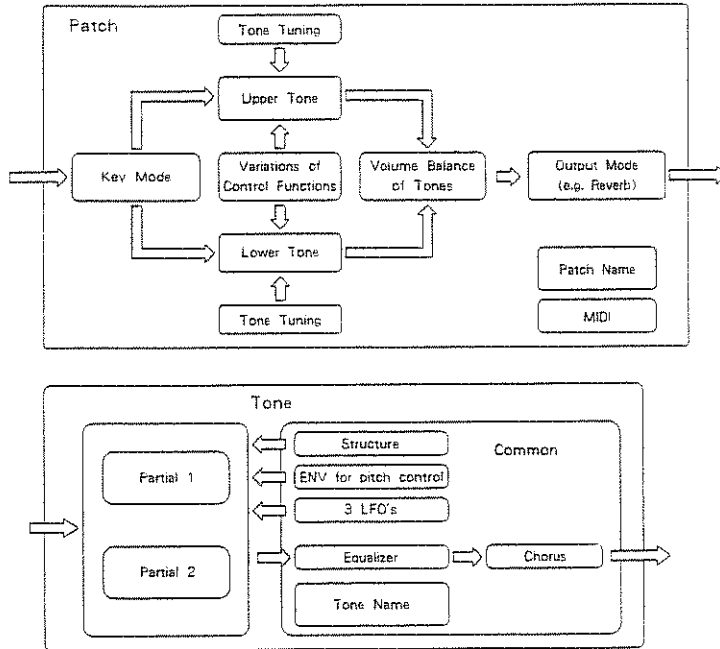 Patch
Tone Tuning
Upper Tone
Key Mode
Variations of
Control Functions
Volume Balance
of Tones
Output Mode
(e.g. Reverb)
Lower Tone
Tone Tuning
Patch Name
MIDI
Tone
Partial 1
Partial 2
Structure
Common
ENV for pitch control
3 LFO's
Equalizer
Chorus
Tone Name